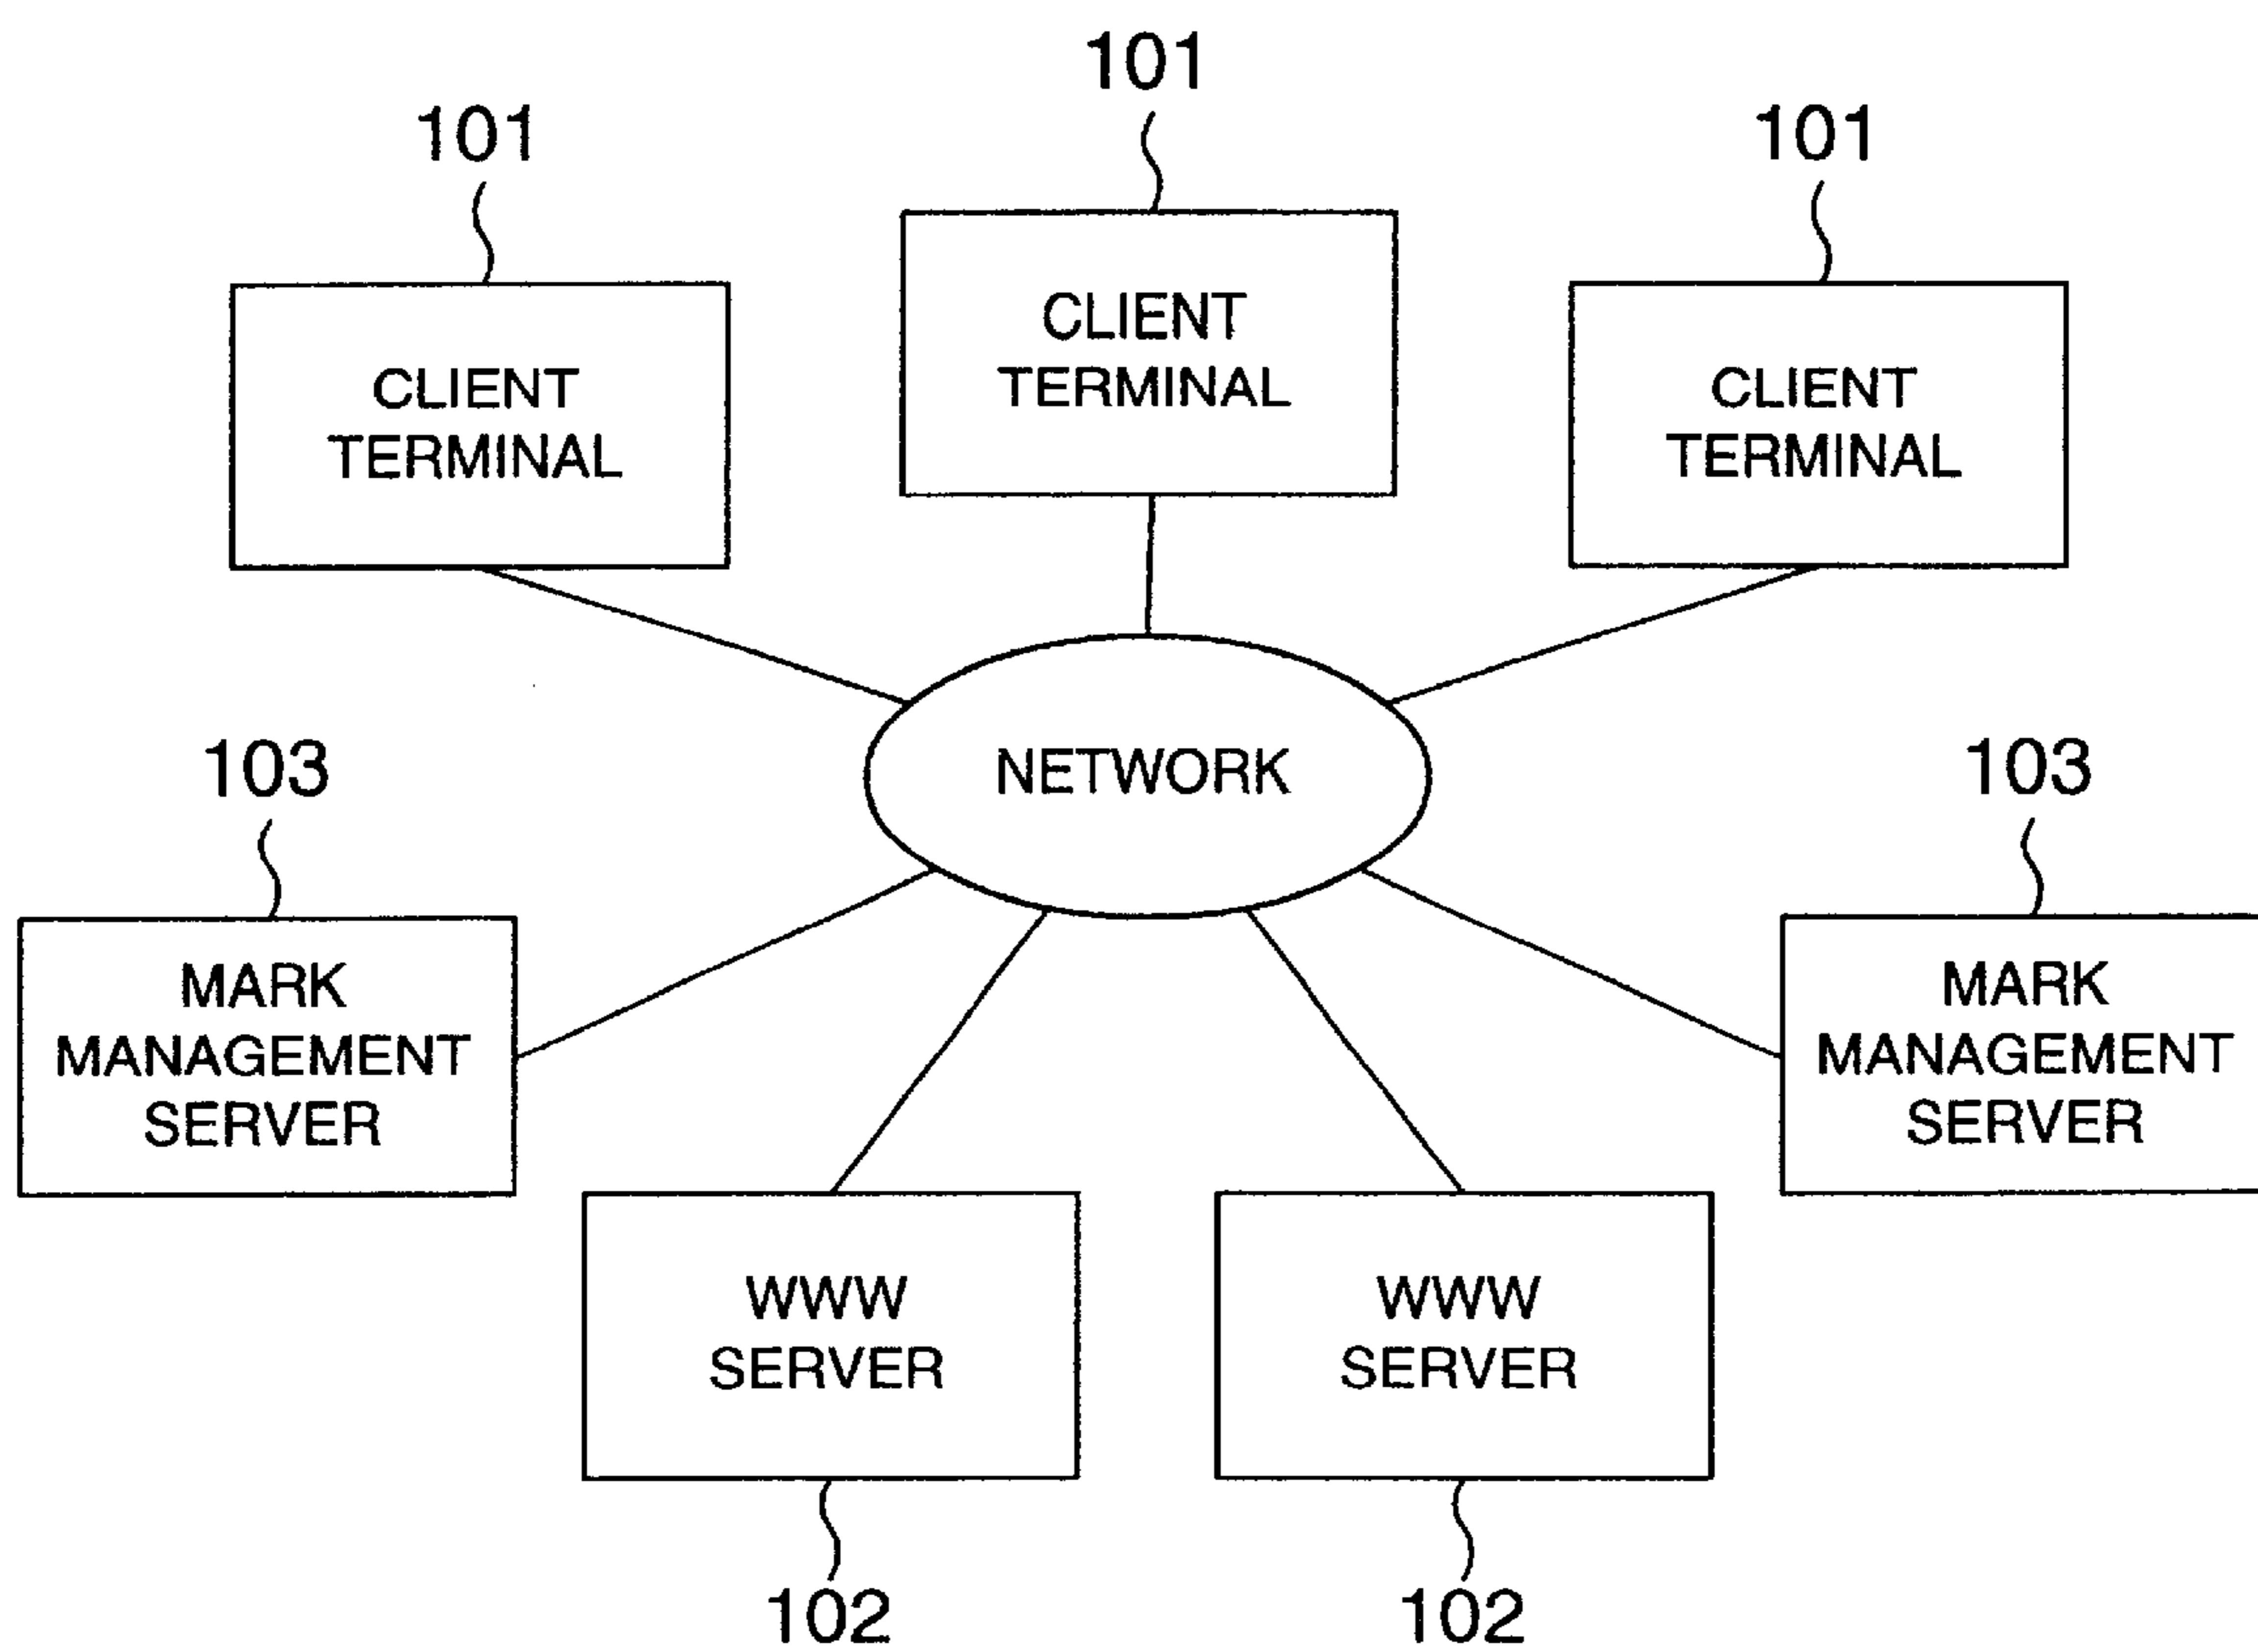 101
101
101
CLIENT
TERMINAL
CLIENT
TERMINAL
CLIENT
TERMINAL
NETWORK
103
103
MARK
MANAGEMENT
SERVER
MARK
MANAGEMENT
SERVER
WWW
SERVER
WWW
SERVER
102
102